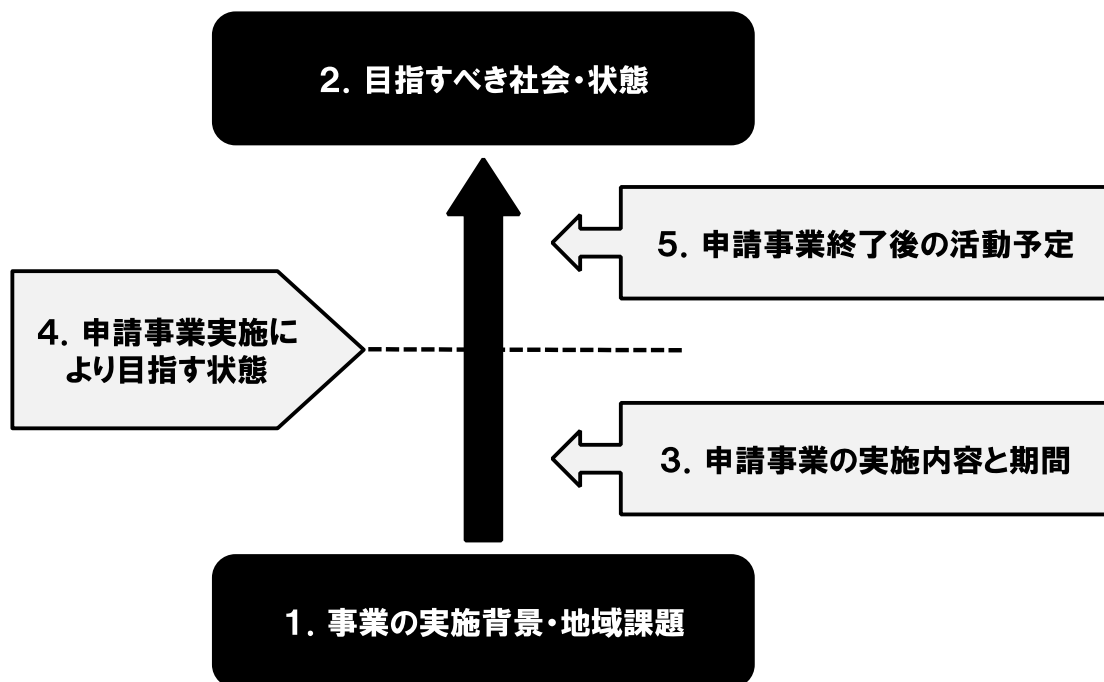 2. 目指すべき社会・状態
5. 申請事業終了後の活動予定
4. 申請事業実施に
より目指す状態
3. 申請事業の実施内容と期間
1. 事業の実施背景・地域課題